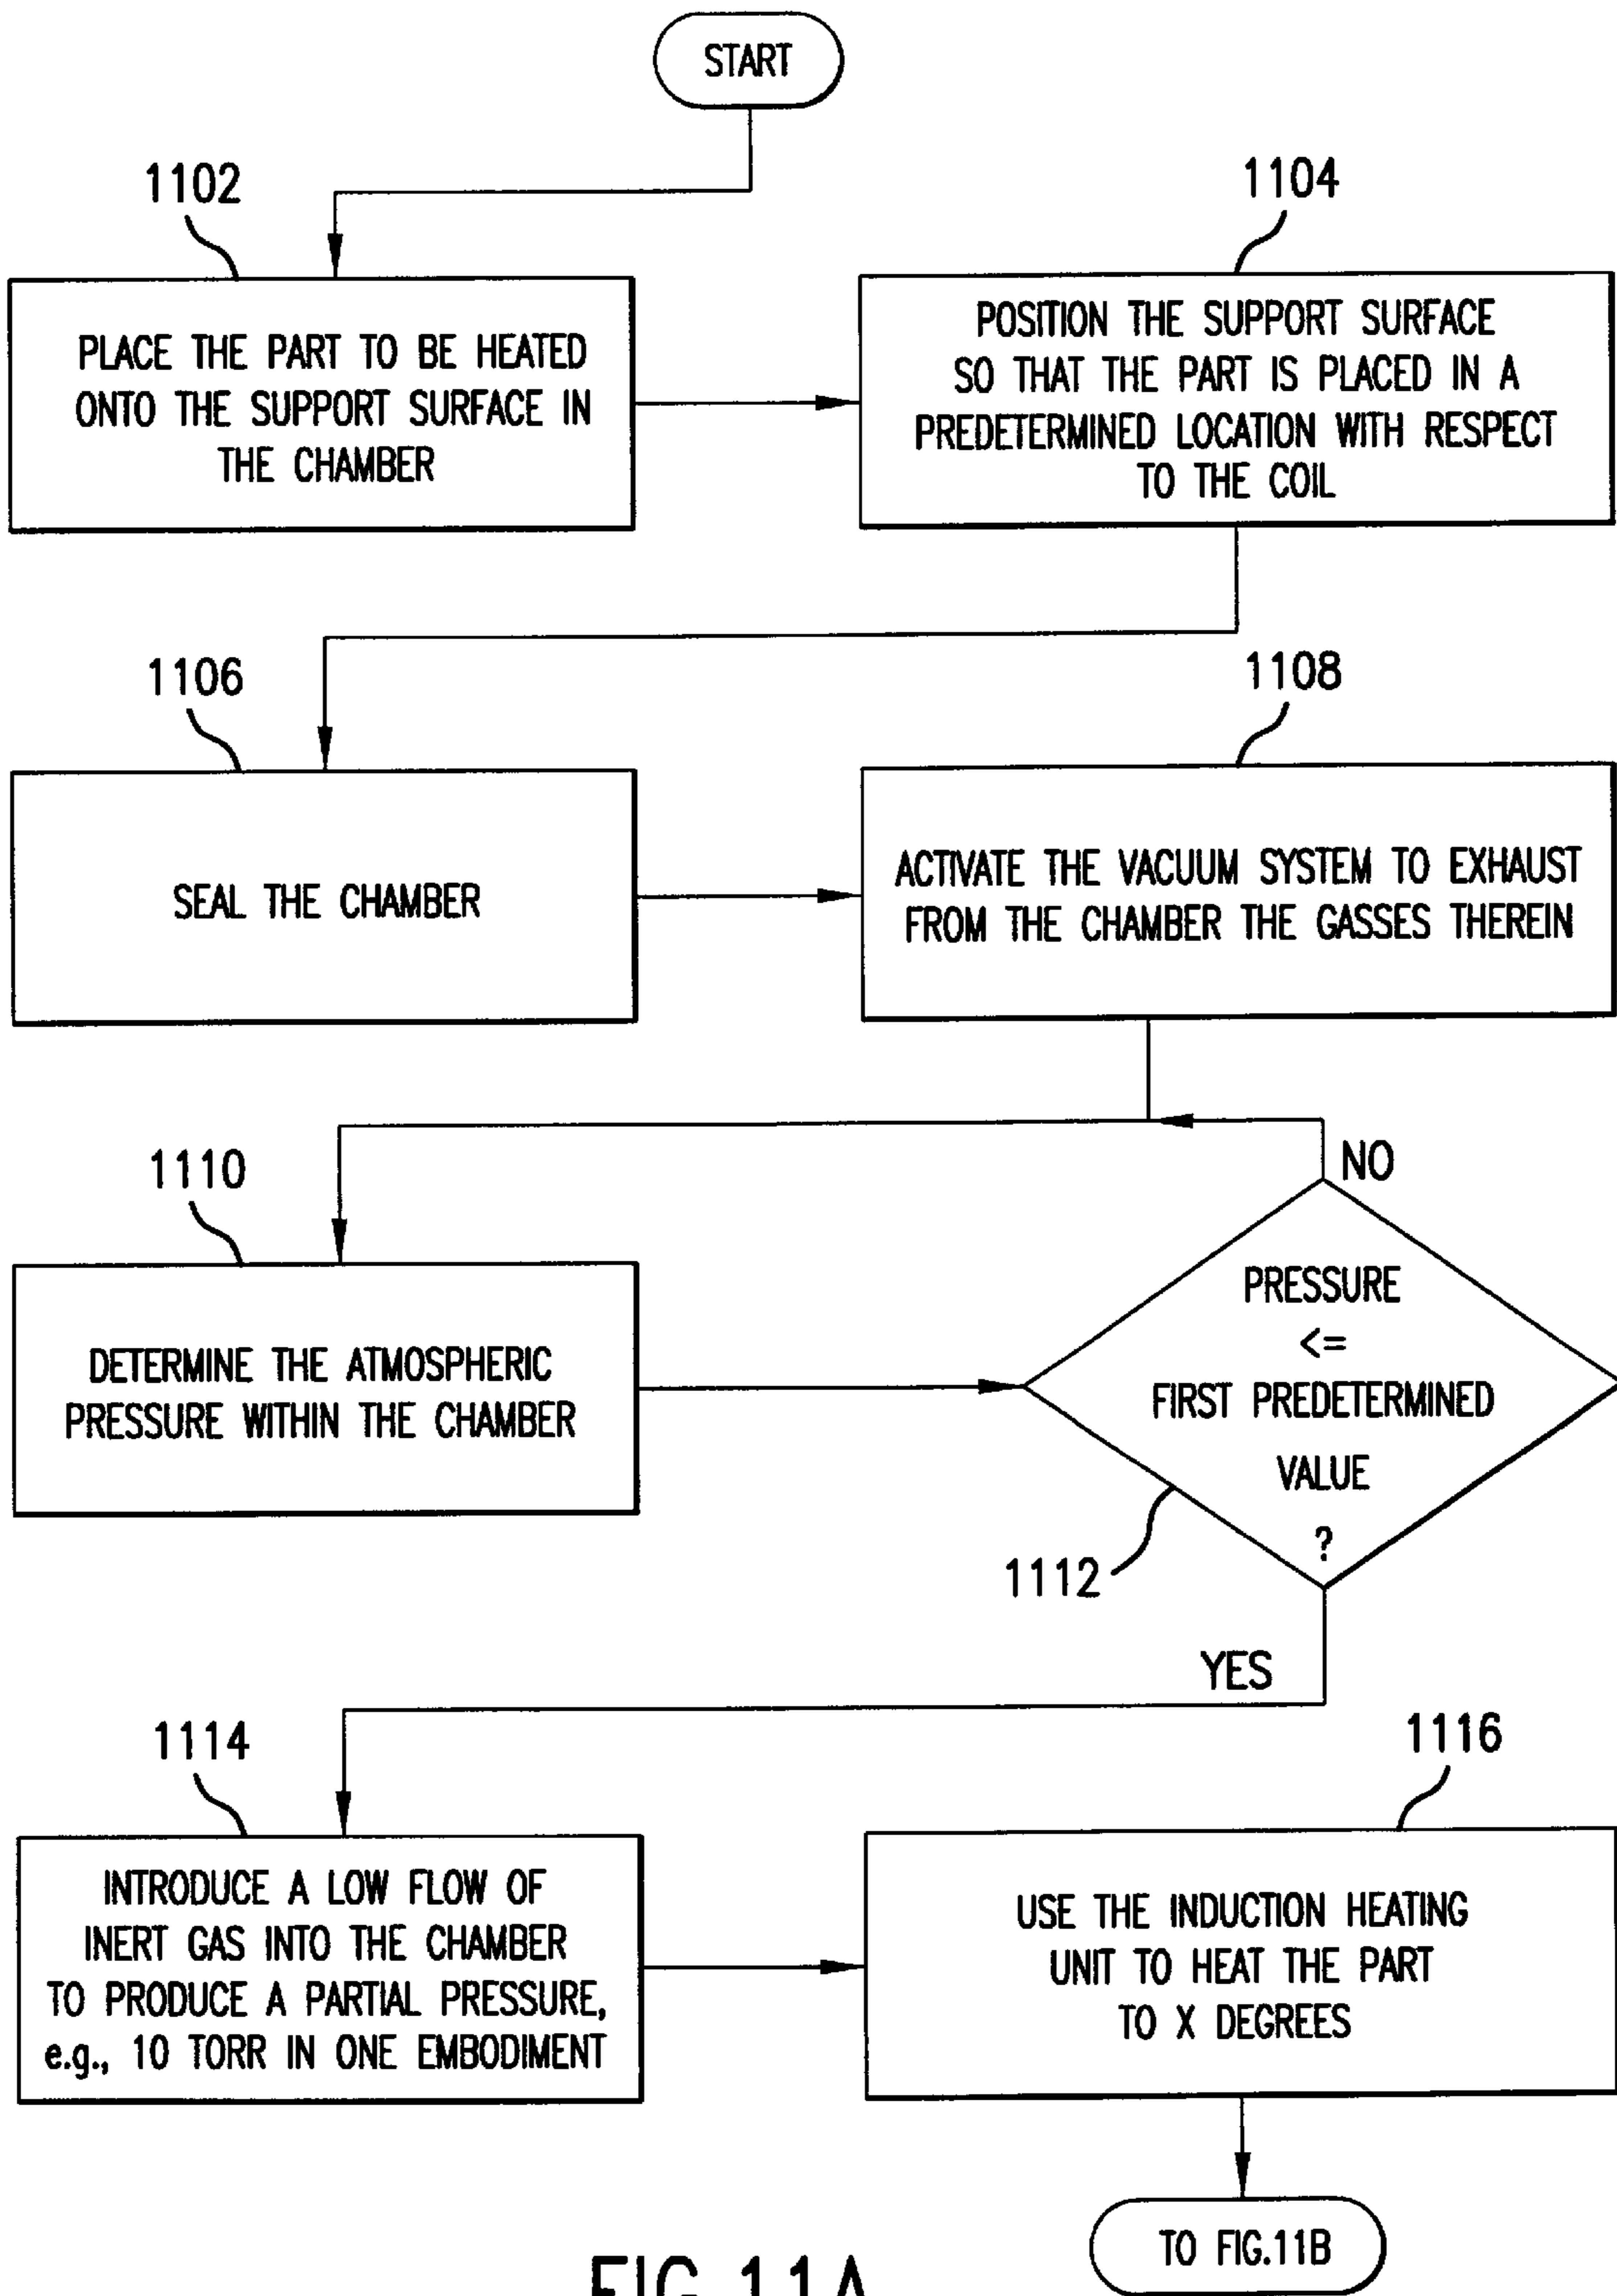 START
1102
PLACE THE PART TO BE HEATED
ONTO THE SUPPORT SURFACE IN
THE CHAMBER
1104
POSITION THE SUPPORT SURFACE
SO THAT THE PART IS PLACED IN A
PREDETERMINED LOCATION WITH RESPECT
TO THE COIL
1106
SEAL THE CHAMBER
1108
ACTIVATE THE VACUUM SYSTEM TO EXHAUST
FROM THE CHAMBER THE GASSES THEREIN
1110
DETERMINE THE ATMOSPHERIC
PRESSURE WITHIN THE CHAMBER
NO
PRESSURE
<=
FIRST PREDETERMINED
VALUE
?
1112
YES
1114
INTRODUCE A LOW FLOW OF
INERT GAS INTO THE CHAMBER
TO PRODUCE A PARTIAL PRESSURE,
e.g., 10 TORR IN ONE EMBODIMENT
1116
USE THE INDUCTION HEATING
UNIT TO HEAT THE PART
TO X DEGREES
TO FIG.11B
FIG.11A